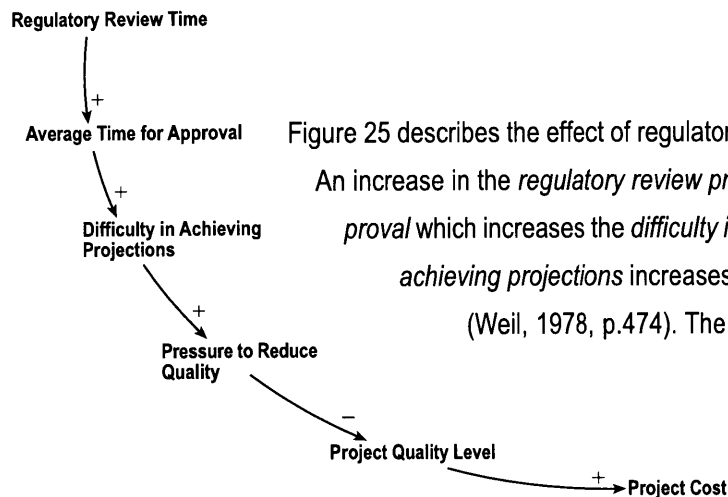 Regulatory Review Time
+
Average Time for Approval
+
Difficulty in Achieving
Projections
+
Pressure to Reduce
Quality
–
Project Quality Level
+
Project Cost
Figure 25 describes the effect of
An increase in the regulatory review
proval which increases the difficulty
achieving projections increases
(Weil, 1978, p.474). The